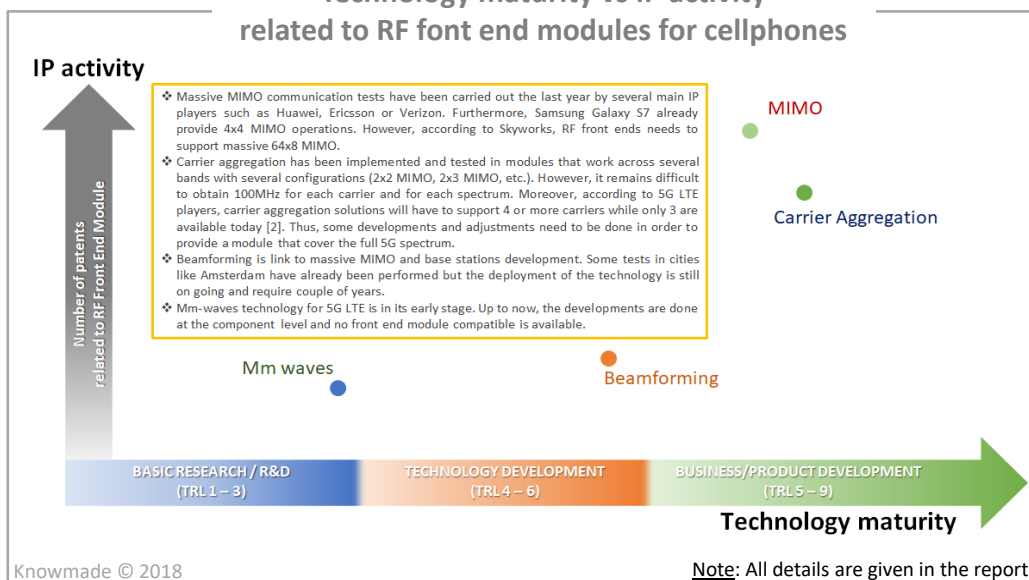 Technology maturity vs IP activity
related to RF font end modules for cellphones
IP activity
Number of patents
related to RF Front End Module
❖ Massive MIMO communication tests have been carried out the last year by several main IP
players such as Huawei, Ericsson or Verizon. Furthermore, Samsung Galaxy S7 already
provide 4x4 MIMO operations. However, according to Skyworks, RF front ends needs to
support massive 64x8 MIMO.
❖ Carrier aggregation has been implemented and tested in modules that work across several
bands with several configurations (2x2 MIMO, 2x3 MIMO, etc.). However, it remains difficult
to obtain 100MHz for each carrier and for each spectrum. Moreover, according to 5G LTE
players, carrier aggregation solutions will have to support 4 or more carriers while only 3 are
available today [2]. Thus, some developments and adjustments need to be done in order to
provide a module that cover the full 5G spectrum.
❖ Beamforming is link to massive MIMO and base stations development. Some tests in cities
like Amsterdam have already been performed but the deployment of the technology is still
on going and require couple of years.
❖ Mm-waves technology for 5G LTE is in its early stage. Up to now, the developments are done
at the component level and no front end module compatible is available.
MIMO
Carrier Aggregation
Mm waves
Beamforming
BASIC RESEARCH / R&D
(TRL 1 – 3)
TECHNOLOGY DEVELOPMENT
(TRL 4 – 6)
BUSINESS/PRODUCT DEVELOPMENT
(TRL 5 – 9)
Technology maturity
Knowmade © 2018
Note: All details are given in the report